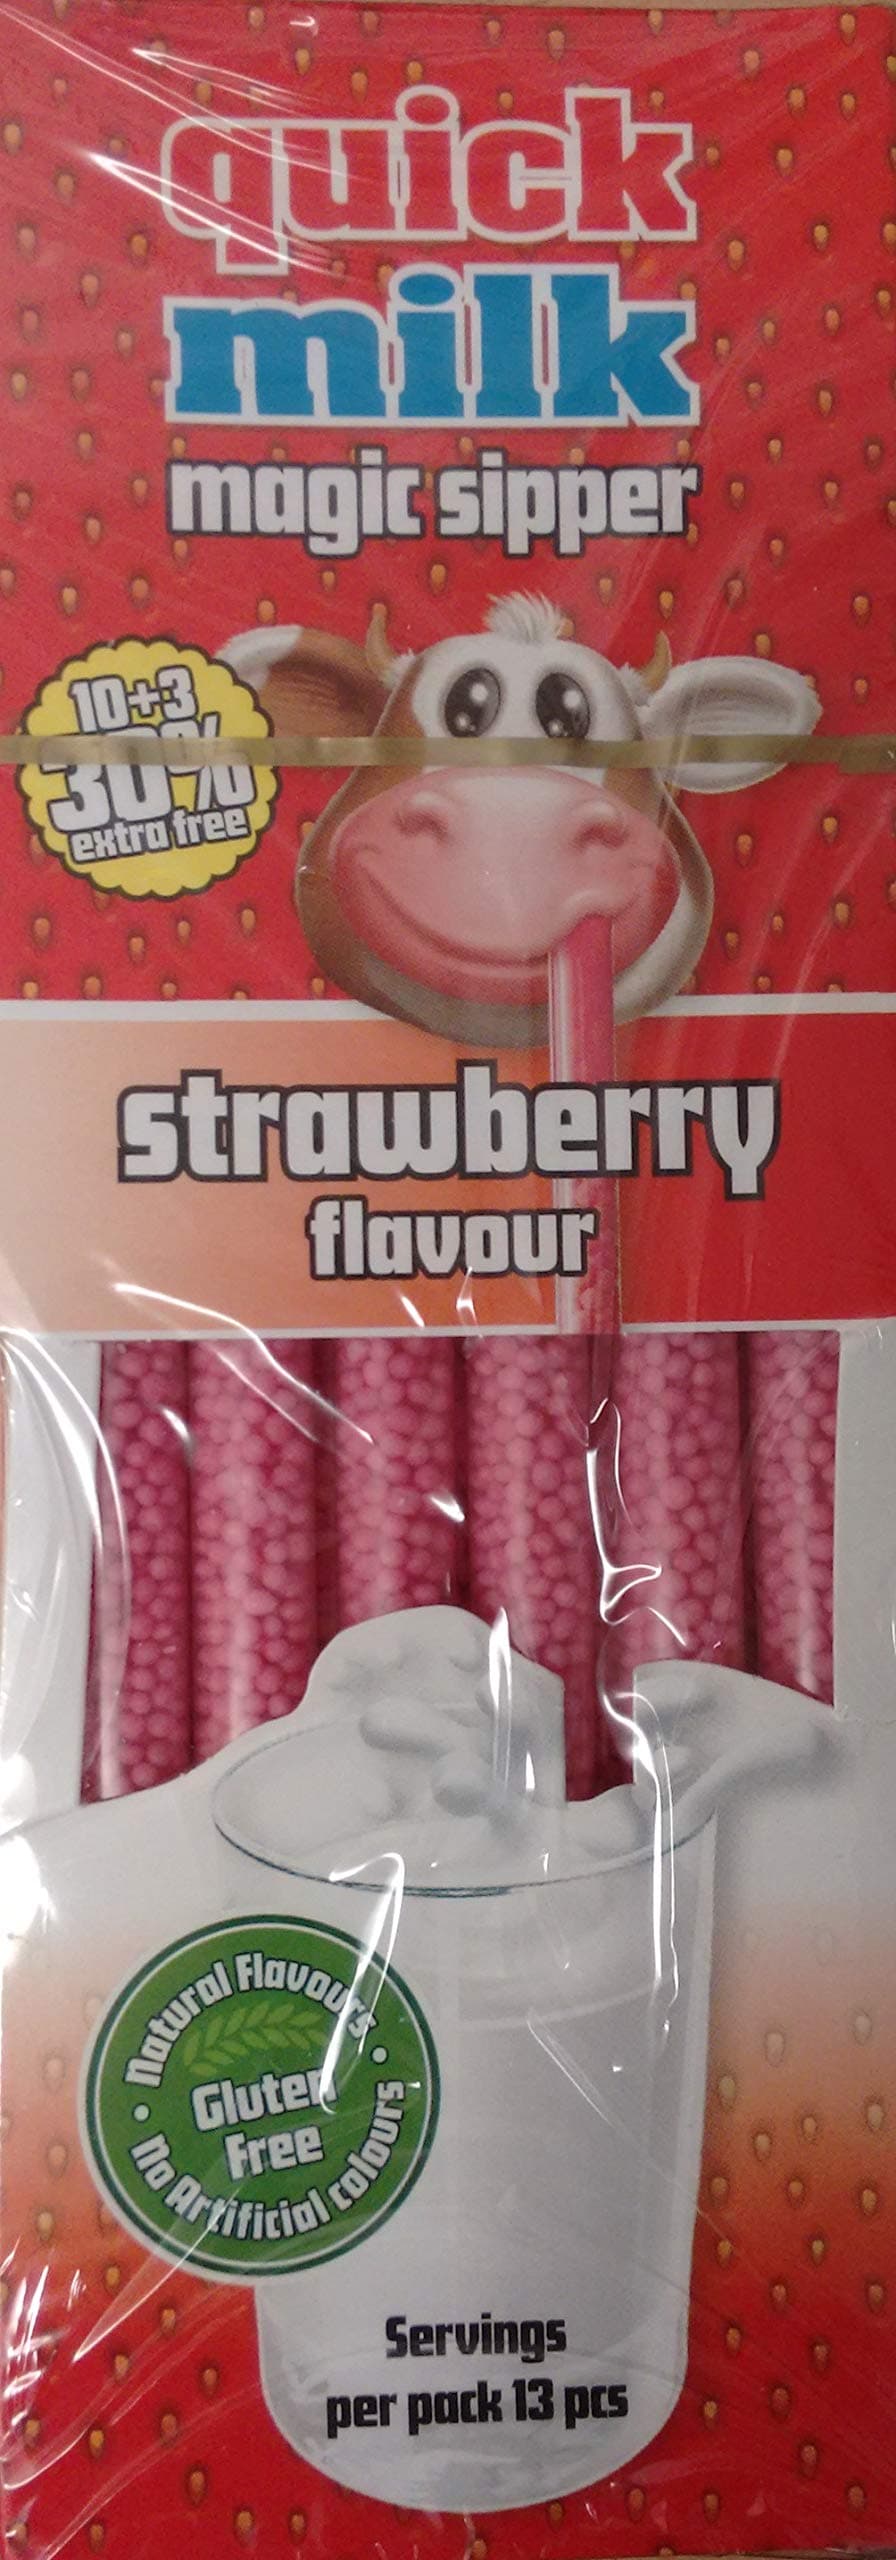 quick
milk
magic sipper
10+3
30%
extra free
strawberry
flavour
Natural Flavours
Gluten
Free
No Artificial colours
Servings
per pack 13 pcs